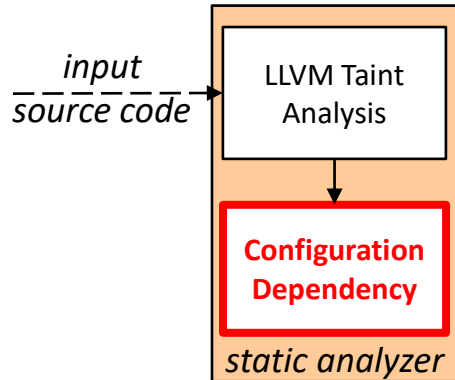 input
source code
LLVM Taint
Analysis
Configuration
Dependency
static analyzer